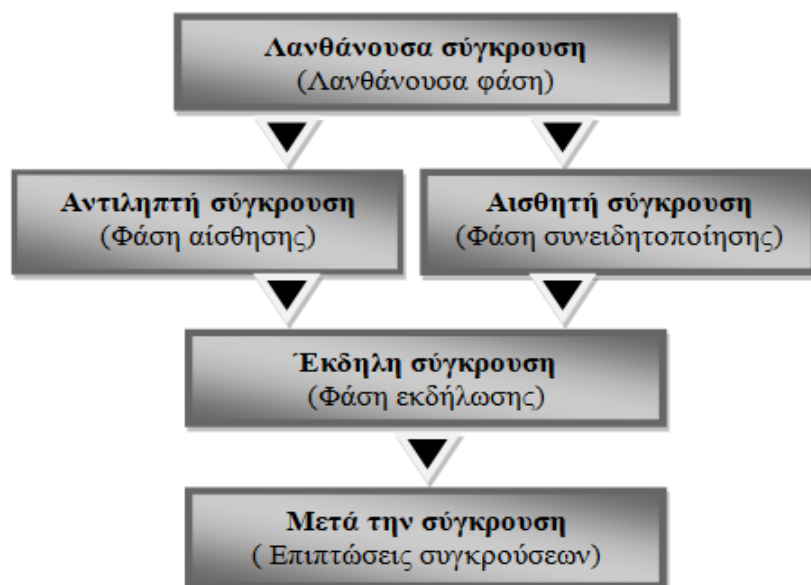 Λανθάνουσα σύγκρουση
(Λανθάνουσα φάση)
Αντιληπτή σύγκρουση
(Φάση αίσθησης)
Αισθητή σύγκρουση
(Φάση συνειδητοποίησης)
Έκδηλη σύγκρουση
(Φάση εκδήλωσης)
Μετά την σύγκρουση
( Επιπτώσεις συγκρούσεων)